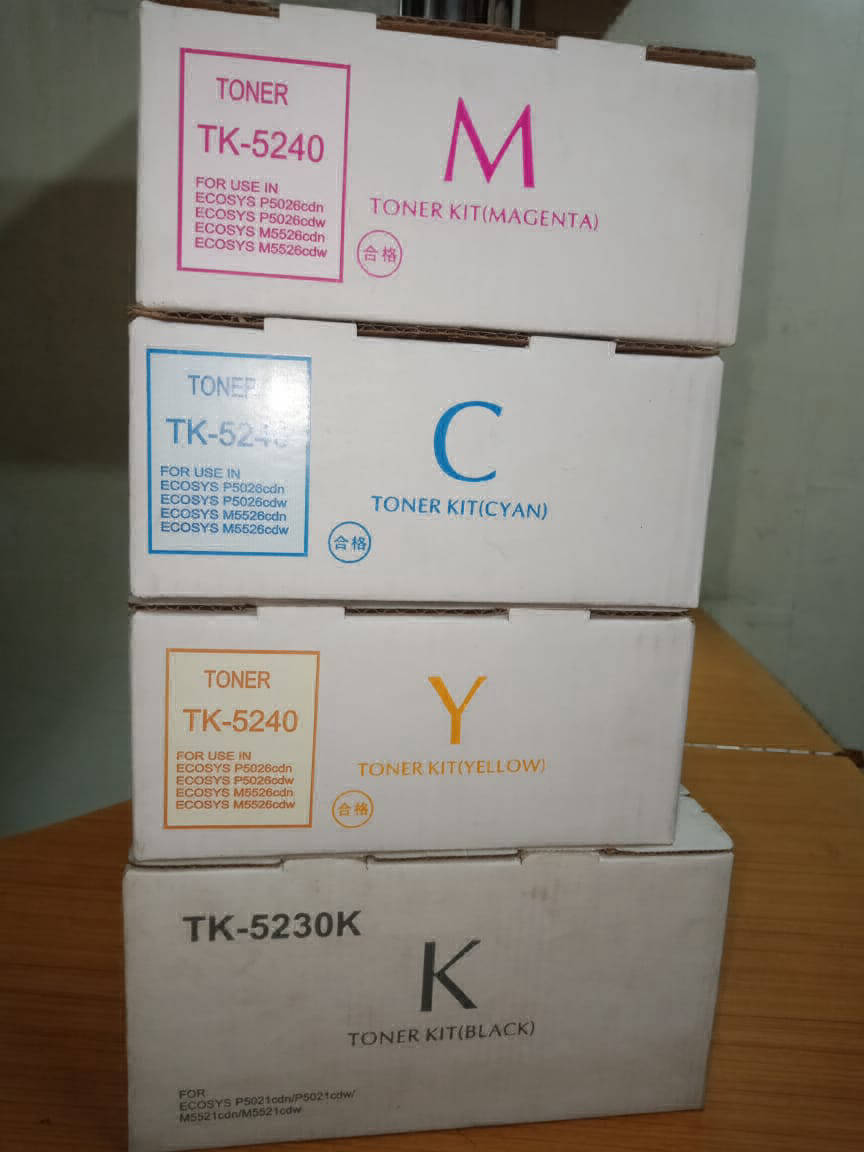 TONER
TK-5240
FOR USE IN
ECOSYS P5026cdn
ECOSYS P5026cdw
ECOSYS M5526cdn
ECOSYS M5526cdw
M
TONER KIT(MAGENTA)
合格
TONER
TK-5240
FOR USE IN
ECOSYS P5026cdn
ECOSYS P5026cdw
ECOSYS M5526cdn
ECOSYS M5526cdw
C
TONER KIT(CYAN)
合格
TONER
TK-5240
FOR USE IN
ECOSYS P5026cdn
ECOSYS P5026cdw
ECOSYS M5526cdn
ECOSYS M5526cdw
Y
TONER KIT(YELLOW)
合格
TK-5230K
K
TONER KIT(BLACK)
FOR
ECOSYS P5021cdn/P5021cdw/
M5521cdn/M5521cdw